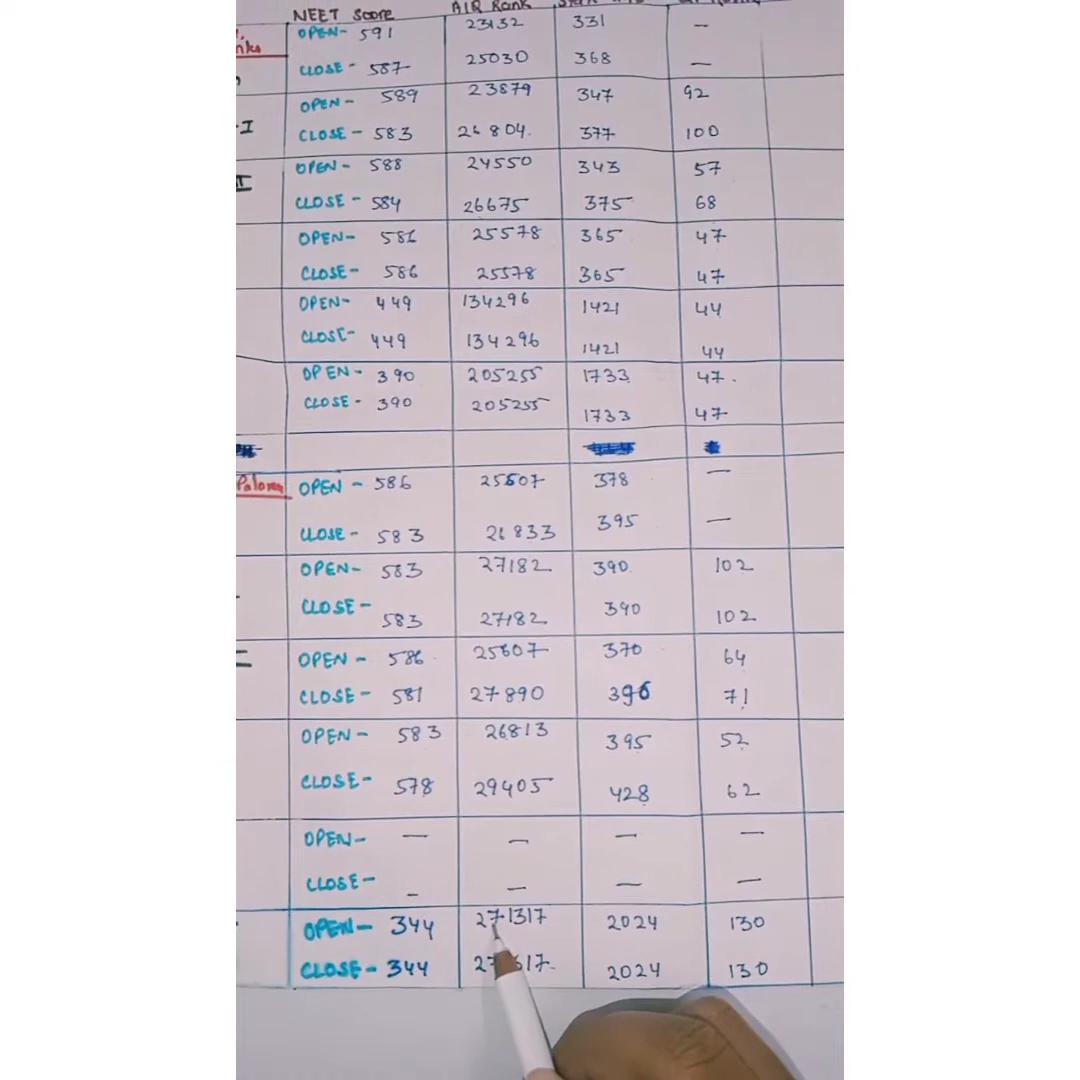 NEET Score AIR Rank
OPEN- 591 23132 331 —
nks
CLOSE- 587 25030 368 —
OPEN- 589 23879 347 92
-I
CLOSE- 583 26804. 377 100
OPEN- 588 24550 343 57
II
CLOSE- 584 26675 375 68
OPEN- 586 25578 365 47
CLOSE- 586 25578 365 47
OPEN- 449 134296 1421 44
CLOSE- 449 134296 1421 44
OPEN- 390 205255 1733 47.
CLOSE- 390 205255 1733 47
OPEN- 586 25607 378 —
CLOSE- 583 26833 395 —
OPEN- 583 27182 390 102
CLOSE- 583 27182 390 102
OPEN- 586 25607 370 64
CLOSE- 581 27890 396 71
OPEN- 583 26813 395 52
CLOSE- 578 29405 428 62
OPEN- — — — —
CLOSE- — — — —
OPEN- 344 271317 2024 130
CLOSE- 344 2024 130